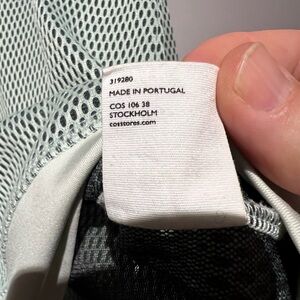 319280
MADE IN PORTUGAL
COS 106 38
STOCKHOLM
cosstores.com